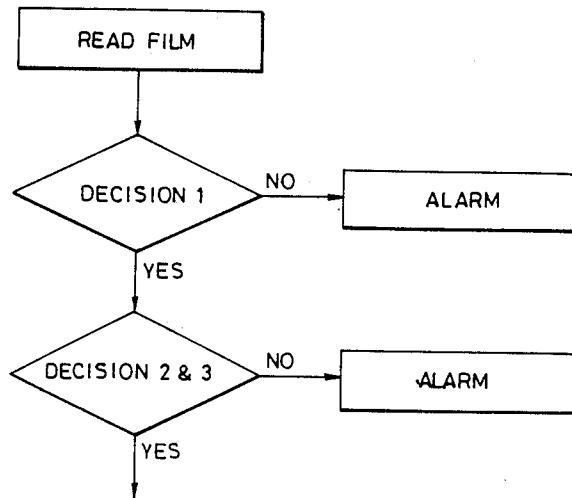 READ FILM
DECISION 1
NO
ALARM
YES
DECISION 2 & 3
NO
ALARM
YES